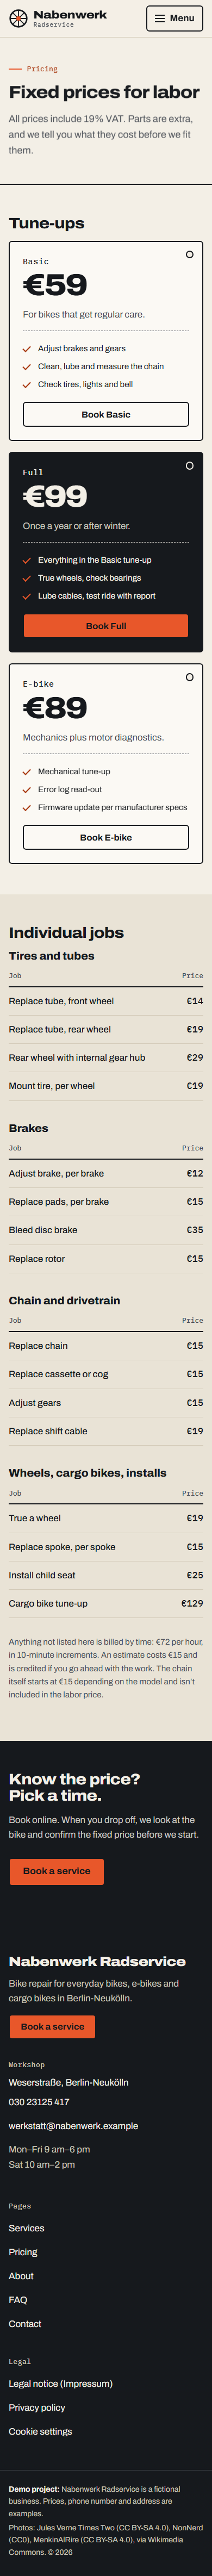 Nabenwerk
Radservice
Menu
Pricing
Fixed prices for labor
All prices include 19% VAT. Parts are extra,
and we tell you what they cost before we fit
them.
Tune-ups
Basic
€59
For bikes that get regular care.
Adjust brakes and gears
Clean, lube and measure the chain
Check tires, lights and bell
Book Basic
Full
€99
Once a year or after winter.
Everything in the Basic tune-up
True wheels, check bearings
Lube cables, test ride with report
Book Full
E-bike
€89
Mechanics plus motor diagnostics.
Mechanical tune-up
Error log read-out
Firmware update per manufacturer specs
Book E-bike
Individual jobs
Tires and tubes
Job Price
Replace tube, front wheel €14
Replace tube, rear wheel €19
Rear wheel with internal gear hub €29
Mount tire, per wheel €19
Brakes
Job Price
Adjust brake, per brake €12
Replace pads, per brake €15
Bleed disc brake €35
Replace rotor €15
Chain and drivetrain
Job Price
Replace chain €15
Replace cassette or cog €15
Adjust gears €15
Replace shift cable €19
Wheels, cargo bikes, installs
Job Price
True a wheel €19
Replace spoke, per spoke €15
Install child seat €25
Cargo bike tune-up €129
Anything not listed here is billed by time: €72 per hour,
in 10-minute increments. An estimate costs €15 and
is credited if you go ahead with the work. The chain
itself starts at €15 depending on the model and isn't
included in the labor price.
Know the price?
Pick a time.
Book online. When you drop off, we look at the
bike and confirm the fixed price before we start.
Book a service
Nabenwerk Radservice
Bike repair for everyday bikes, e-bikes and
cargo bikes in Berlin-Neukölln.
Book a service
Workshop
Weserstraße, Berlin-Neukölln
030 23125 417
werkstatt@nabenwerk.example
Mon–Fri 9 am–6 pm
Sat 10 am–2 pm
Pages
Services
Pricing
About
FAQ
Contact
Legal
Legal notice (Impressum)
Privacy policy
Cookie settings
Demo project: Nabenwerk Radservice is a fictional
business. Prices, phone number and address are
examples.
Photos: Jules Verne Times Two (CC BY-SA 4.0), NonNerd
(CC0), MenkinAlRire (CC BY-SA 4.0), via Wikimedia
Commons. © 2026